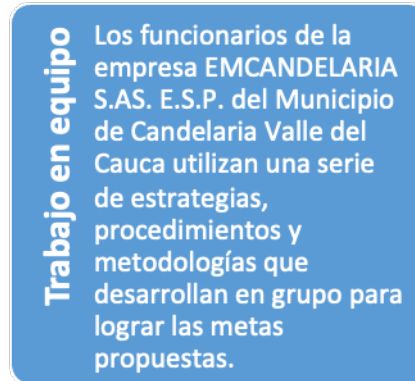 Trabajo en equipo
Los funcionarios de la
empresa EMCANDELARIA
S.AS. E.S.P. del Municipio
de Candelaria Valle del
Cauca utilizan una serie
de estrategias,
procedimientos y
metodologías que
desarrollan en grupo para
lograr las metas
propuestas.